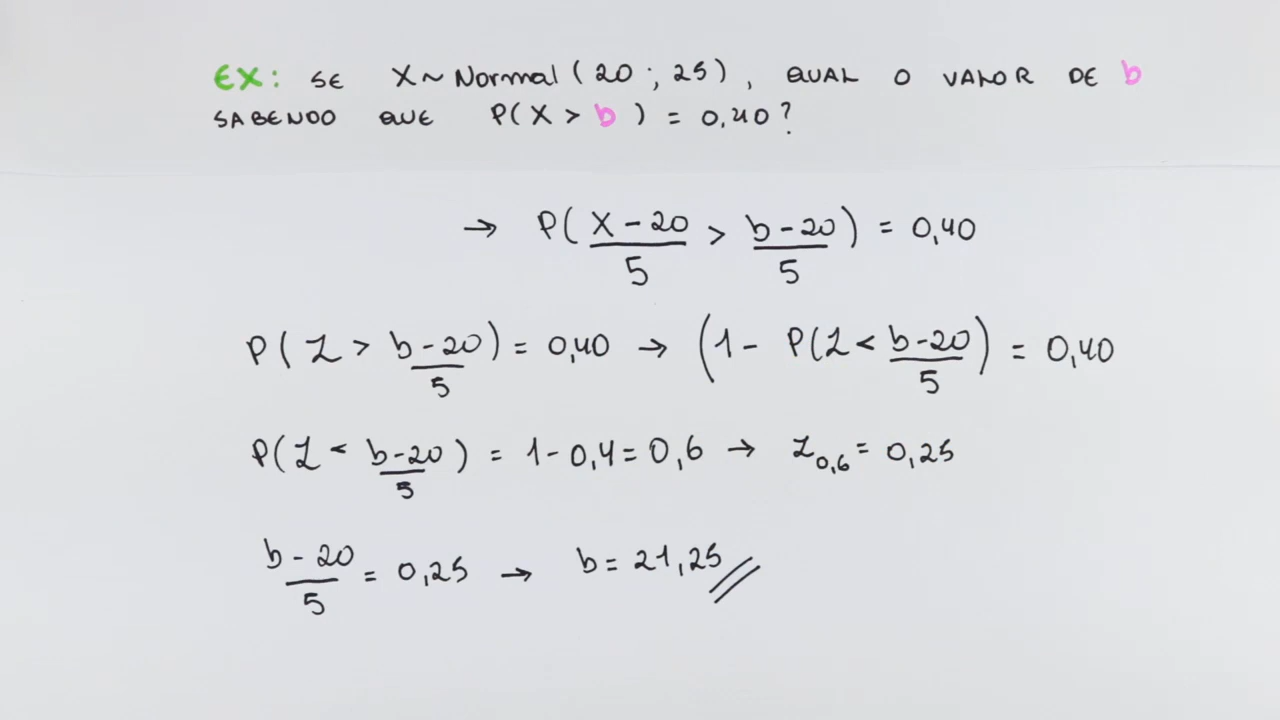 EX: SE X ~ Normal (20 ; 25), QUAL O VALOR DE b
SABENDO QUE P(X > b) = 0,40?
→ P( (X - 20)/5 > (b - 20)/5 ) = 0,40
P( Z > (b - 20)/5 ) = 0,40 → (1 - P(Z < (b - 20)/5) = 0,40
P( Z < (b - 20)/5 ) = 1 - 0,4 = 0,6 → Z0,6 = 0,25
(b - 20)/5 = 0,25 → b = 21,25